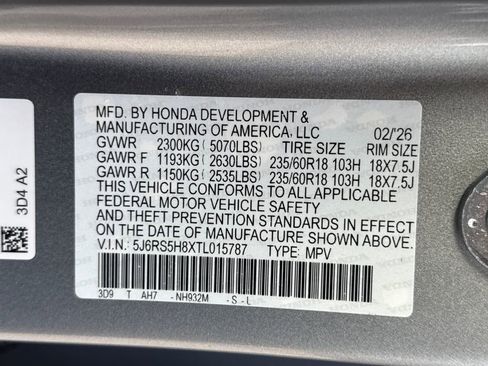 MFD. BY HONDA DEVELOPMENT &
MANUFACTURING OF AMERICA, LLC 02/'26
GVWR 2300KG ( 5070LBS) TIRE SIZE RIM SIZE
GAWR F 1193KG ( 2630LBS) 235/60R18 103H 18X7.5J
GAWR R 1150KG ( 2535LBS) 235/60R18 103H 18X7.5J
THIS VEHICLE CONFORMS TO ALL APPLICABLE
FEDERAL MOTOR VEHICLE SAFETY
AND THEFT PREVENTION STANDARDS IN EFFECT
ON THE DATE OF MANUFACTURE SHOWN ABOVE.
V.I.N.: 5J6RS5H8XTL015787 TYPE: MPV
3D9 T AH7 - NH932M - S - L
3D4 A2